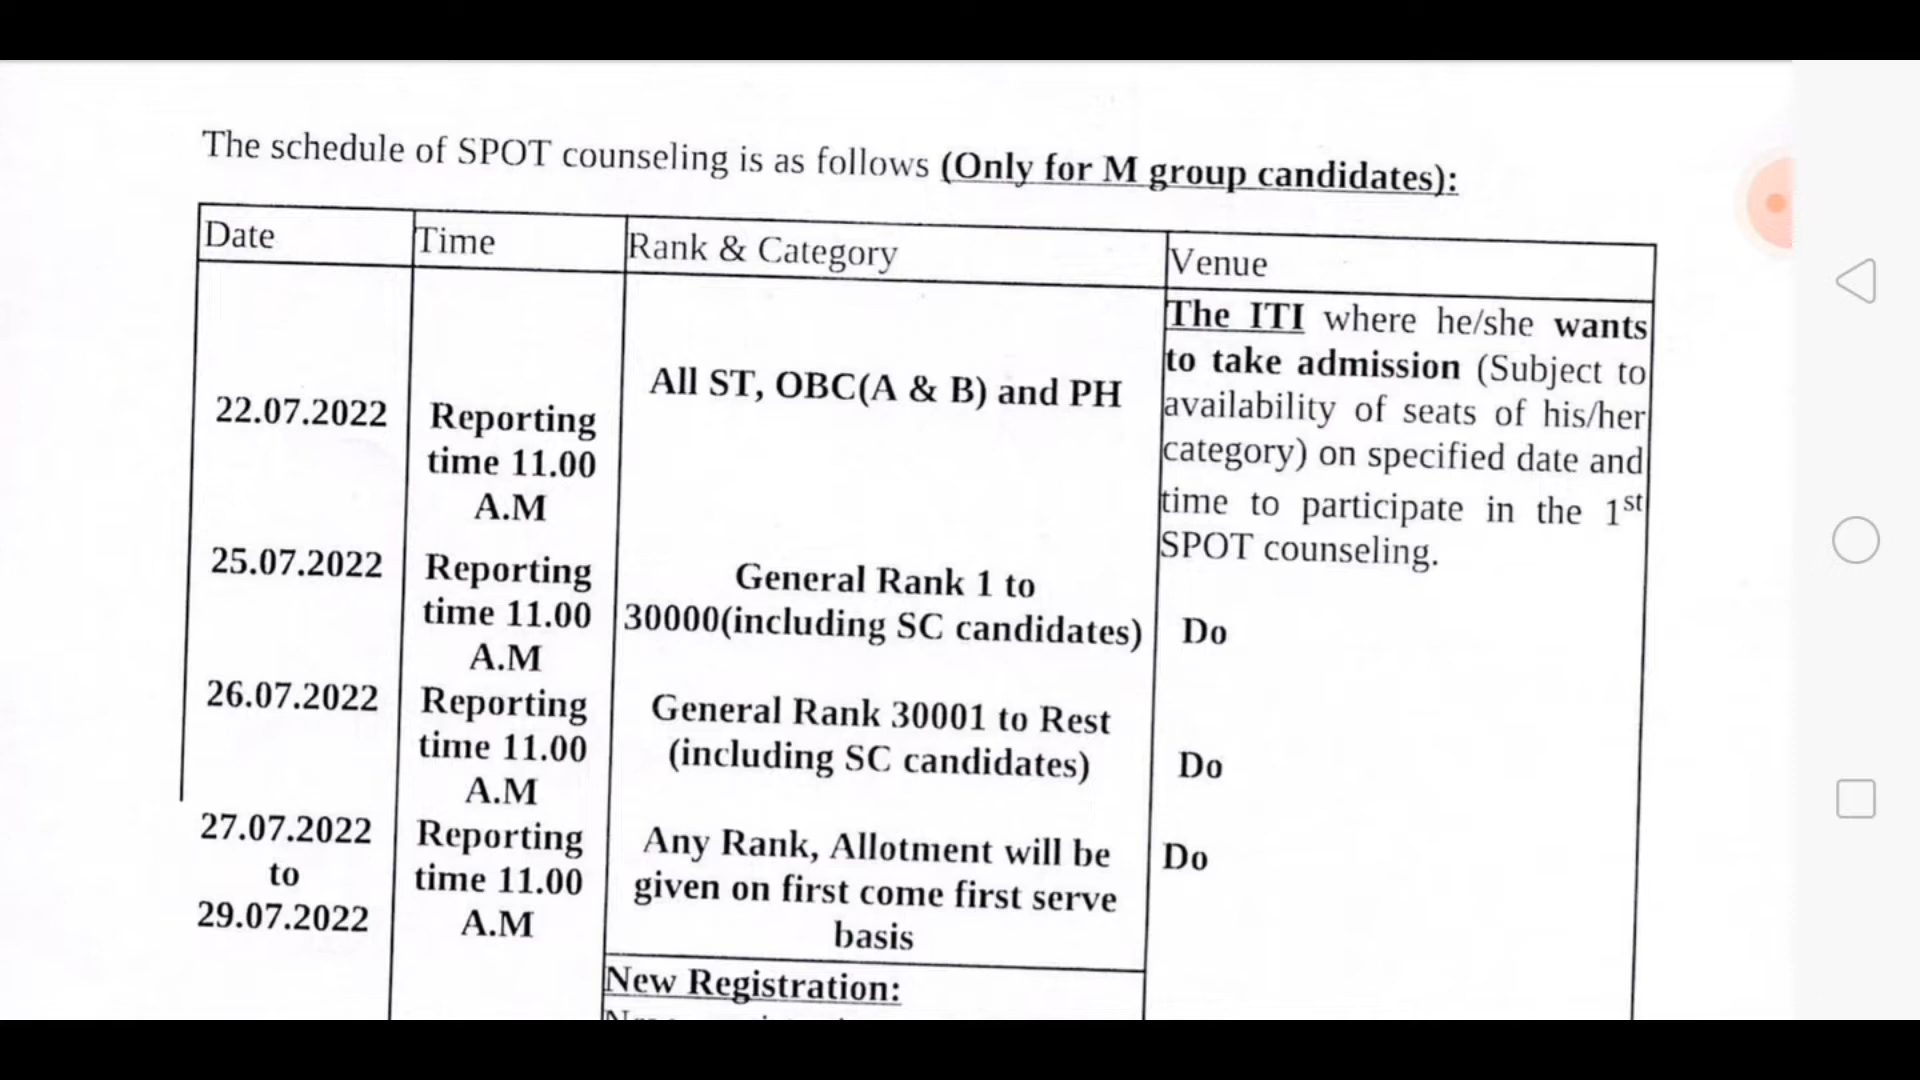 The schedule of SPOT counseling is as follows (Only for M group candidates):
Date
Time
Rank & Category
Venue
22.07.2022
Reporting
time 11.00
A.M
All ST, OBC(A & B) and PH
The ITI where he/she wants
to take admission (Subject to
availability of seats of his/her
category) on specified date and
time to participate in the 1st
SPOT counseling.
25.07.2022
Reporting
time 11.00
A.M
General Rank 1 to
30000(including SC candidates)
Do
26.07.2022
Reporting
time 11.00
A.M
General Rank 30001 to Rest
(including SC candidates)
Do
27.07.2022
to
29.07.2022
Reporting
time 11.00
A.M
Any Rank, Allotment will be
given on first come first serve
basis
Do
New Registration: